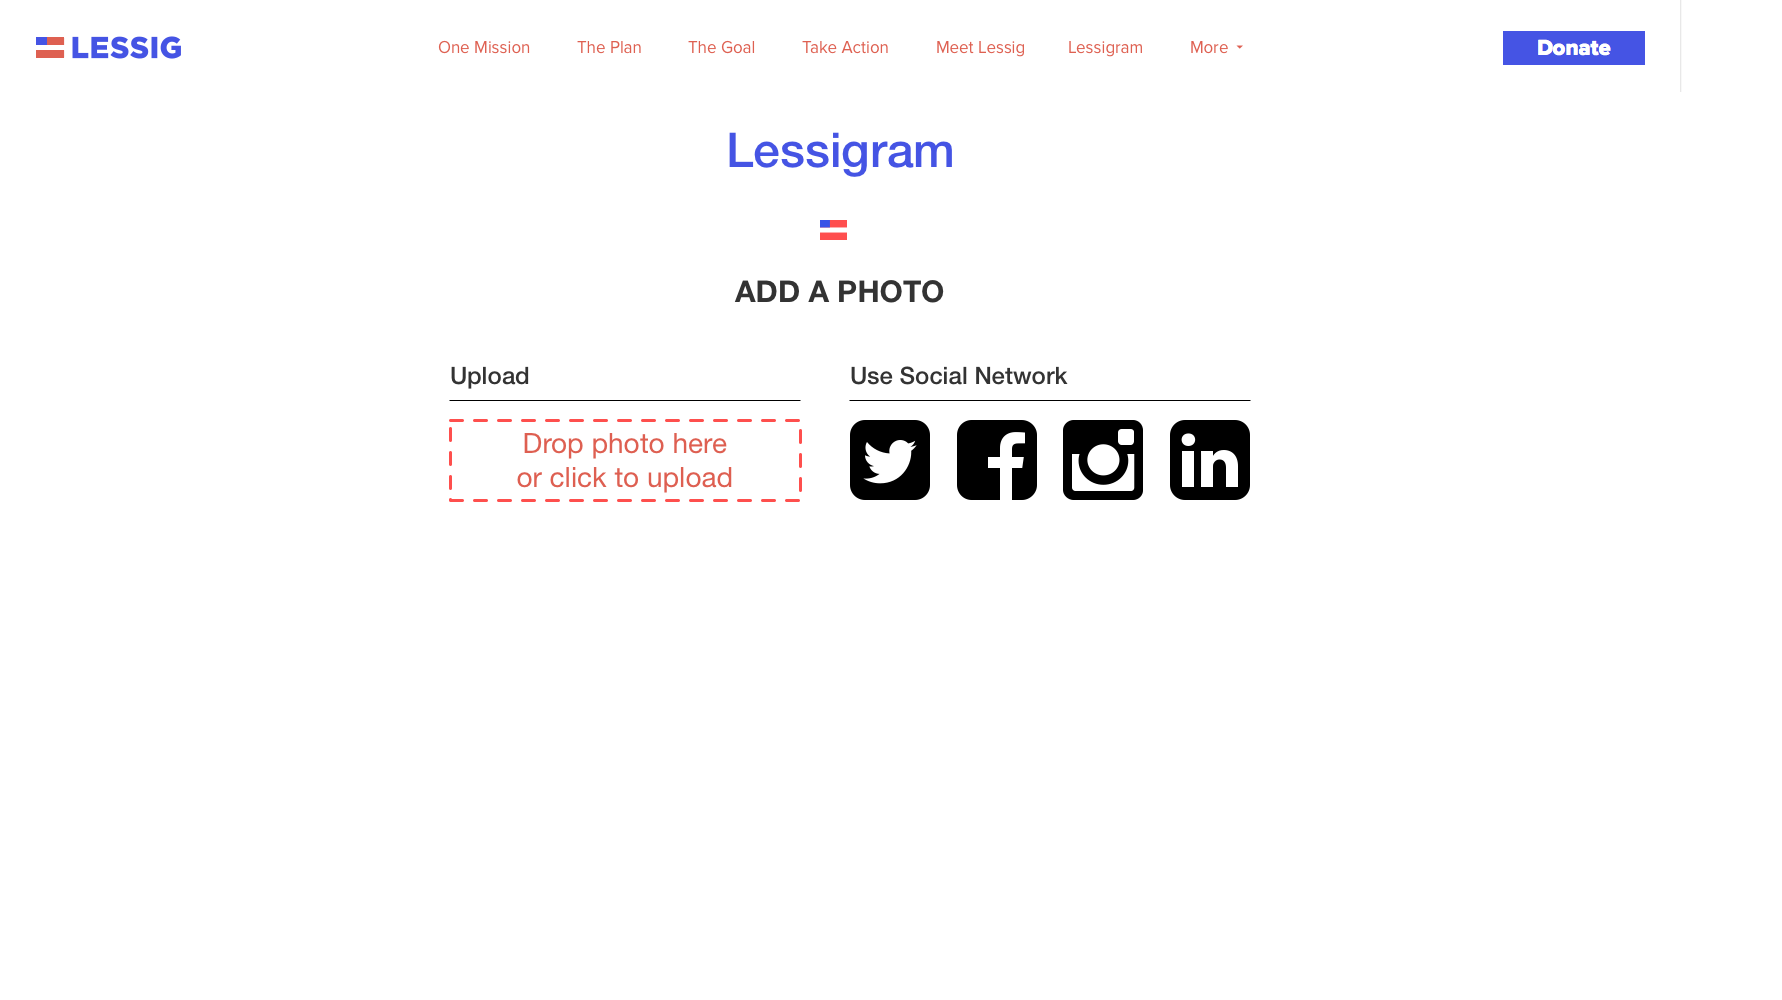 LESSIG
One Mission
The Plan
The Goal
Take Action
Meet Lessig
Lessigram
More
Donate
Lessigram
ADD A PHOTO
Upload
Drop photo here
or click to upload
Use Social Network
in